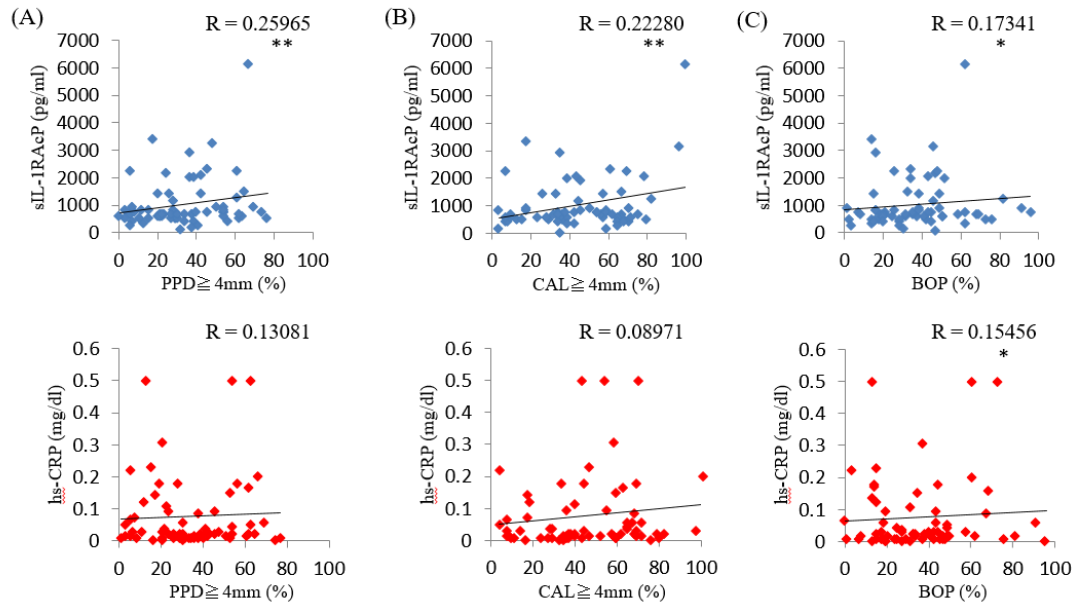 (A)
R = 0.25965
**
7000
6000
5000
4000
3000
2000
1000
0
sIL-1RAcP (pg/ml)
0 20 40 60 80 100
PPD≧4mm (%)
(B)
R = 0.22280
**
7000
6000
5000
4000
3000
2000
1000
0
sIL-1RAcP (pg/ml)
0 20 40 60 80 100
CAL≧4mm (%)
(C)
R = 0.17341
*
7000
6000
5000
4000
3000
2000
1000
0
sIL-1RAcP (pg/ml)
0 20 40 60 80 100
BOP (%)
R = 0.13081
0.6
0.5
0.4
0.3
0.2
0.1
0
hs-CRP (mg/dl)
0 20 40 60 80 100
PPD≧4mm (%)
R = 0.08971
0.6
0.5
0.4
0.3
0.2
0.1
0
hs-CRP (mg/dl)
0 20 40 60 80 100
CAL≧4mm (%)
R = 0.15456
*
0.6
0.5
0.4
0.3
0.2
0.1
0
hs-CRP (mg/dl)
0 20 40 60 80 100
BOP (%)